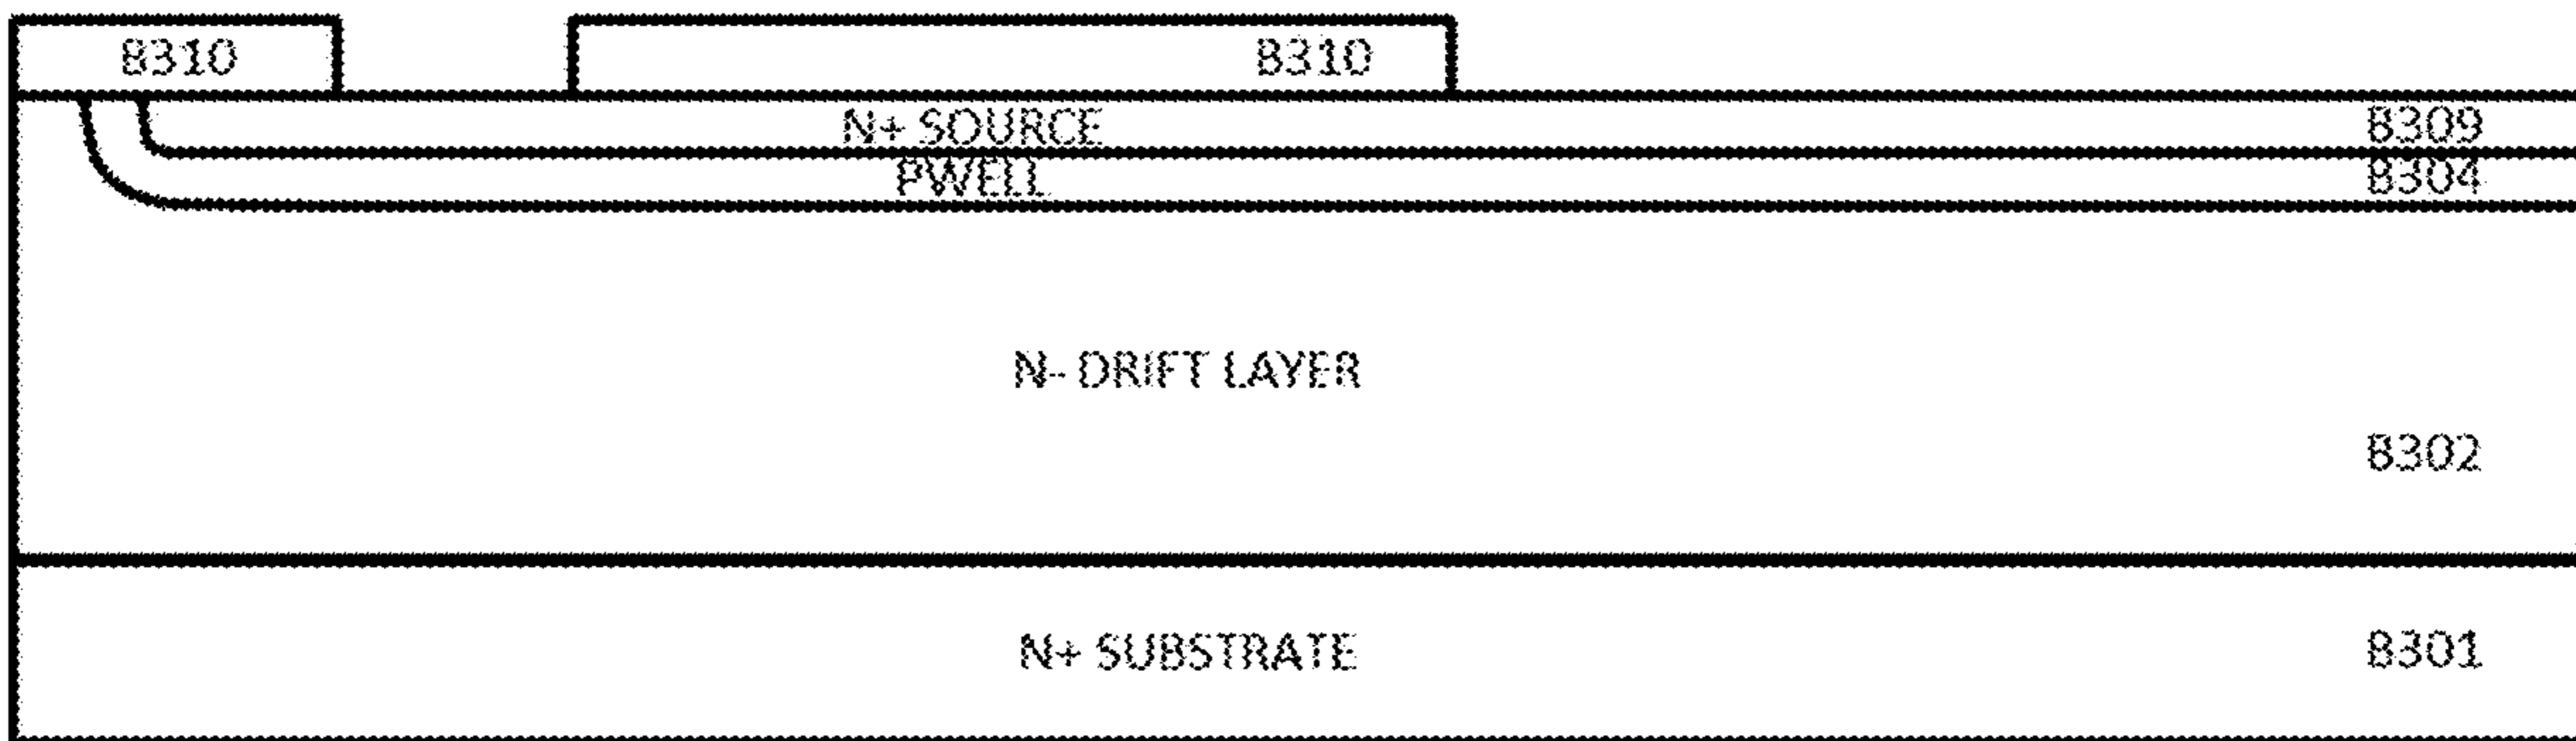 B310 B310
N+ SOURCE B309
PWELL B304
N- DRIFT LAYER
B302
N+ SUBSTRATE B301